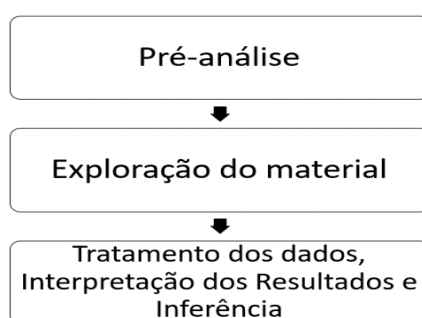 Pré-análise
Exploração do material
Tratamento dos dados,
Interpretação dos Resultados e
Inferência